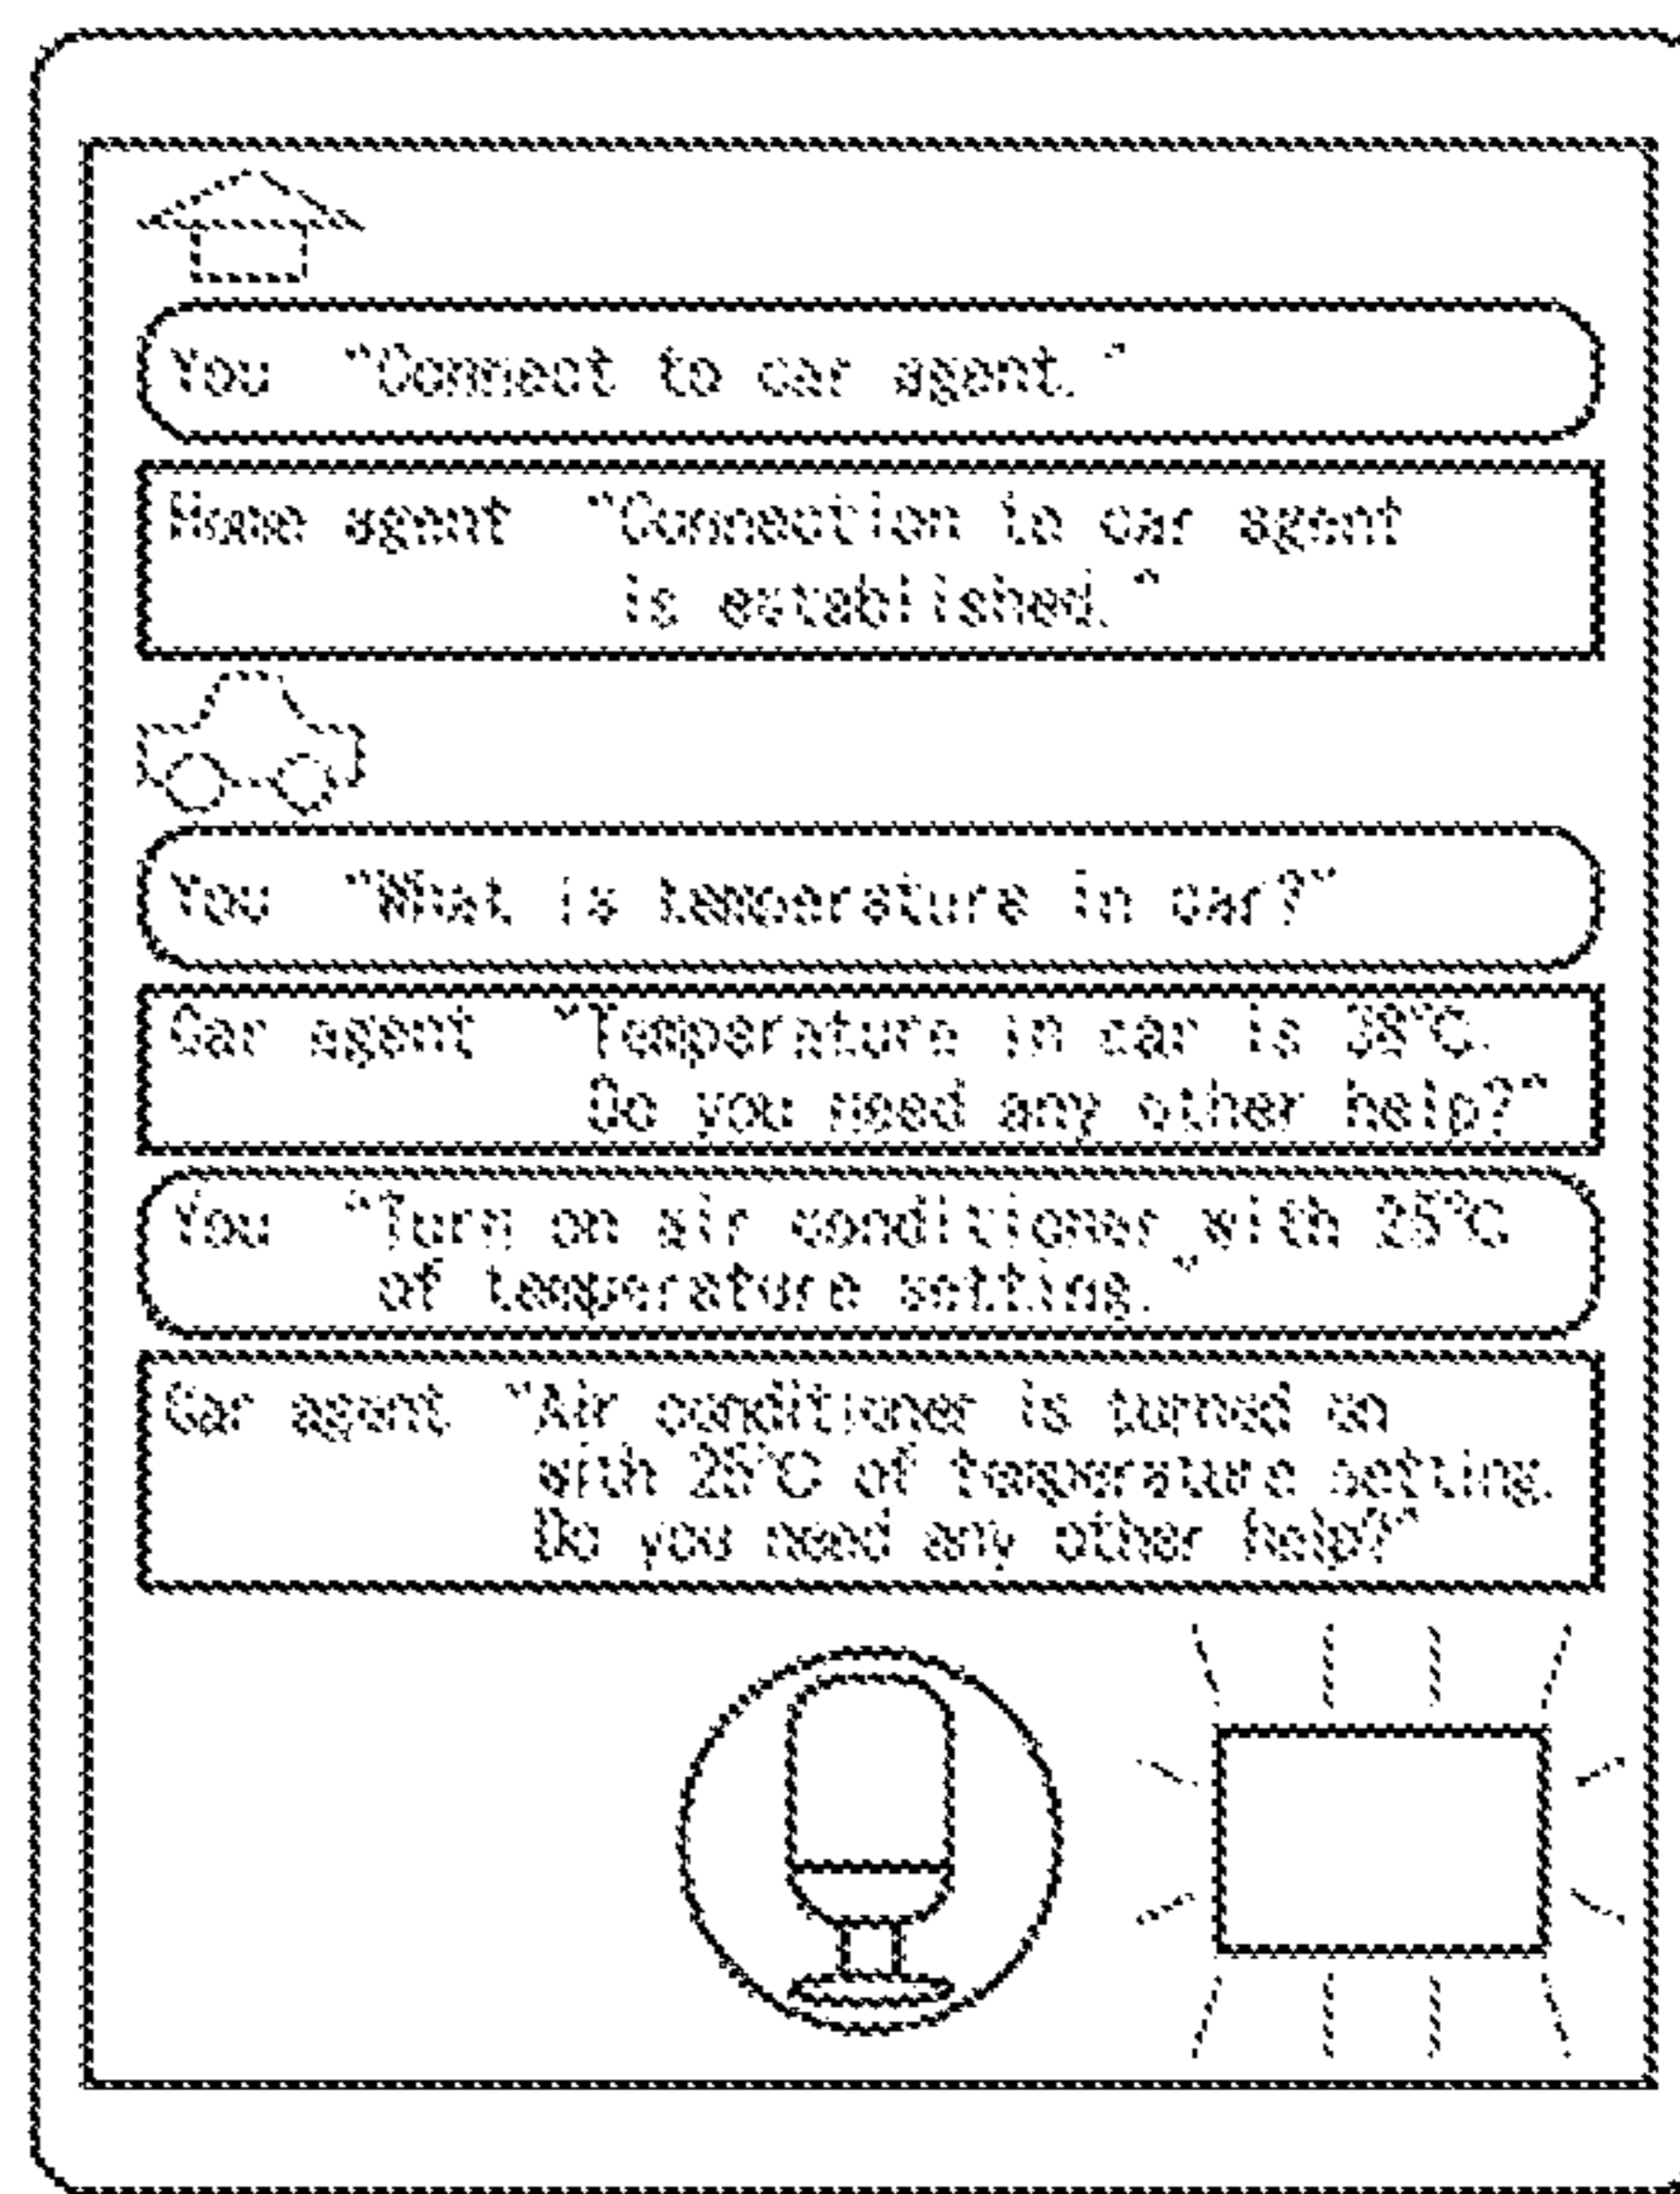 You "Connect to car agent."
Home agent "Connection to car agent
is established."
You "What is temperature in car?"
Car agent "Temperature in car is 38°C.
Do you need any other help?"
You "Turn on air conditioner with 25°C
of temperature setting."
Car agent "Air conditioner is turned on
with 25°C of temperature setting.
Do you need any other help?"